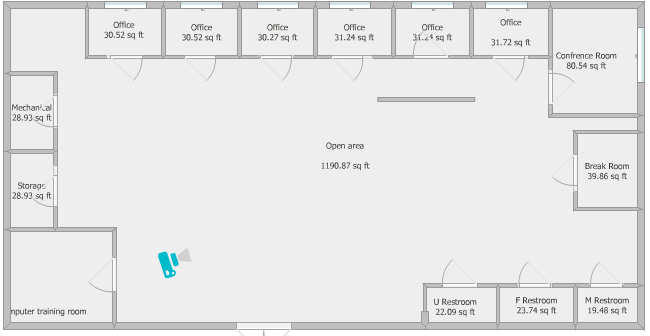 Office
30.52 sq ft
Office
30.52 sq ft
Office
30.27 sq ft
Office
31.24 sq ft
Office
31.24 sq ft
Office
31.72 sq ft
Confrence Room
80.54 sq ft
Mechanical
28.93 sq ft
Open area
1190.87 sq ft
Break Room
39.86 sq ft
Storage
28.93 sq ft
mputer training room
U Restroom
22.09 sq ft
F Restroom
23.74 sq ft
M Restroom
19.48 sq ft